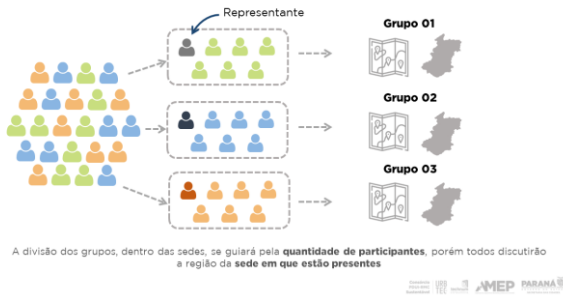 Representante
Grupo 01
Grupo 02
Grupo 03
A divisão dos grupos, dentro das sedes, se guiará pela quantidade de participantes, porém todos discutirão
a região da sede em que estão presentes
AMEP
PARANÁ